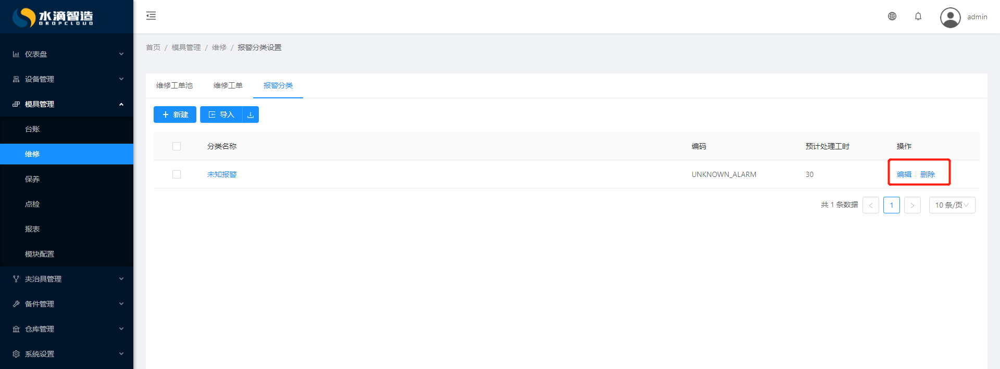 水滴智造
DROPCLOUD
admin
仪表盘
设备管理
模具管理
台账
维修
保养
点检
报表
模块配置
夹治具管理
备件管理
仓库管理
系统设置
首页 / 模具管理 / 维修 / 报警分类设置
维修工单池 维修工单 报警分类
新建 导入
分类名称 编码 预计处理工时 操作
未知报警 UNKNOWN_ALARM 30 编辑 删除
共 1 条数据 < 1 > 10 条/页